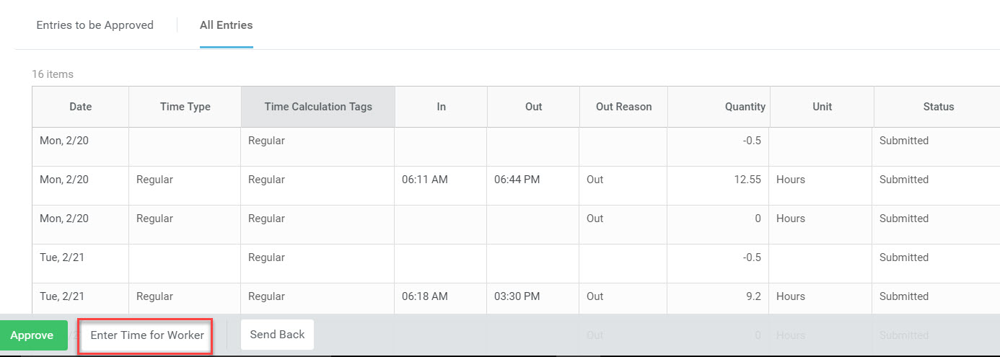 Entries to be Approved All Entries
16 items
Date Time Type Time Calculation Tags In Out Out Reason Quantity Unit Status
Mon, 2/20 Regular -0.5 Submitted
Mon, 2/20 Regular Regular 06:11 AM 06:44 PM Out 12.55 Hours Submitted
Mon, 2/20 Regular Regular Out 0 Hours Submitted
Tue, 2/21 Regular -0.5 Submitted
Tue, 2/21 Regular Regular 06:18 AM 03:30 PM Out 9.2 Hours Submitted
Approve Enter Time for Worker Send Back Out 0 Hours Submitted